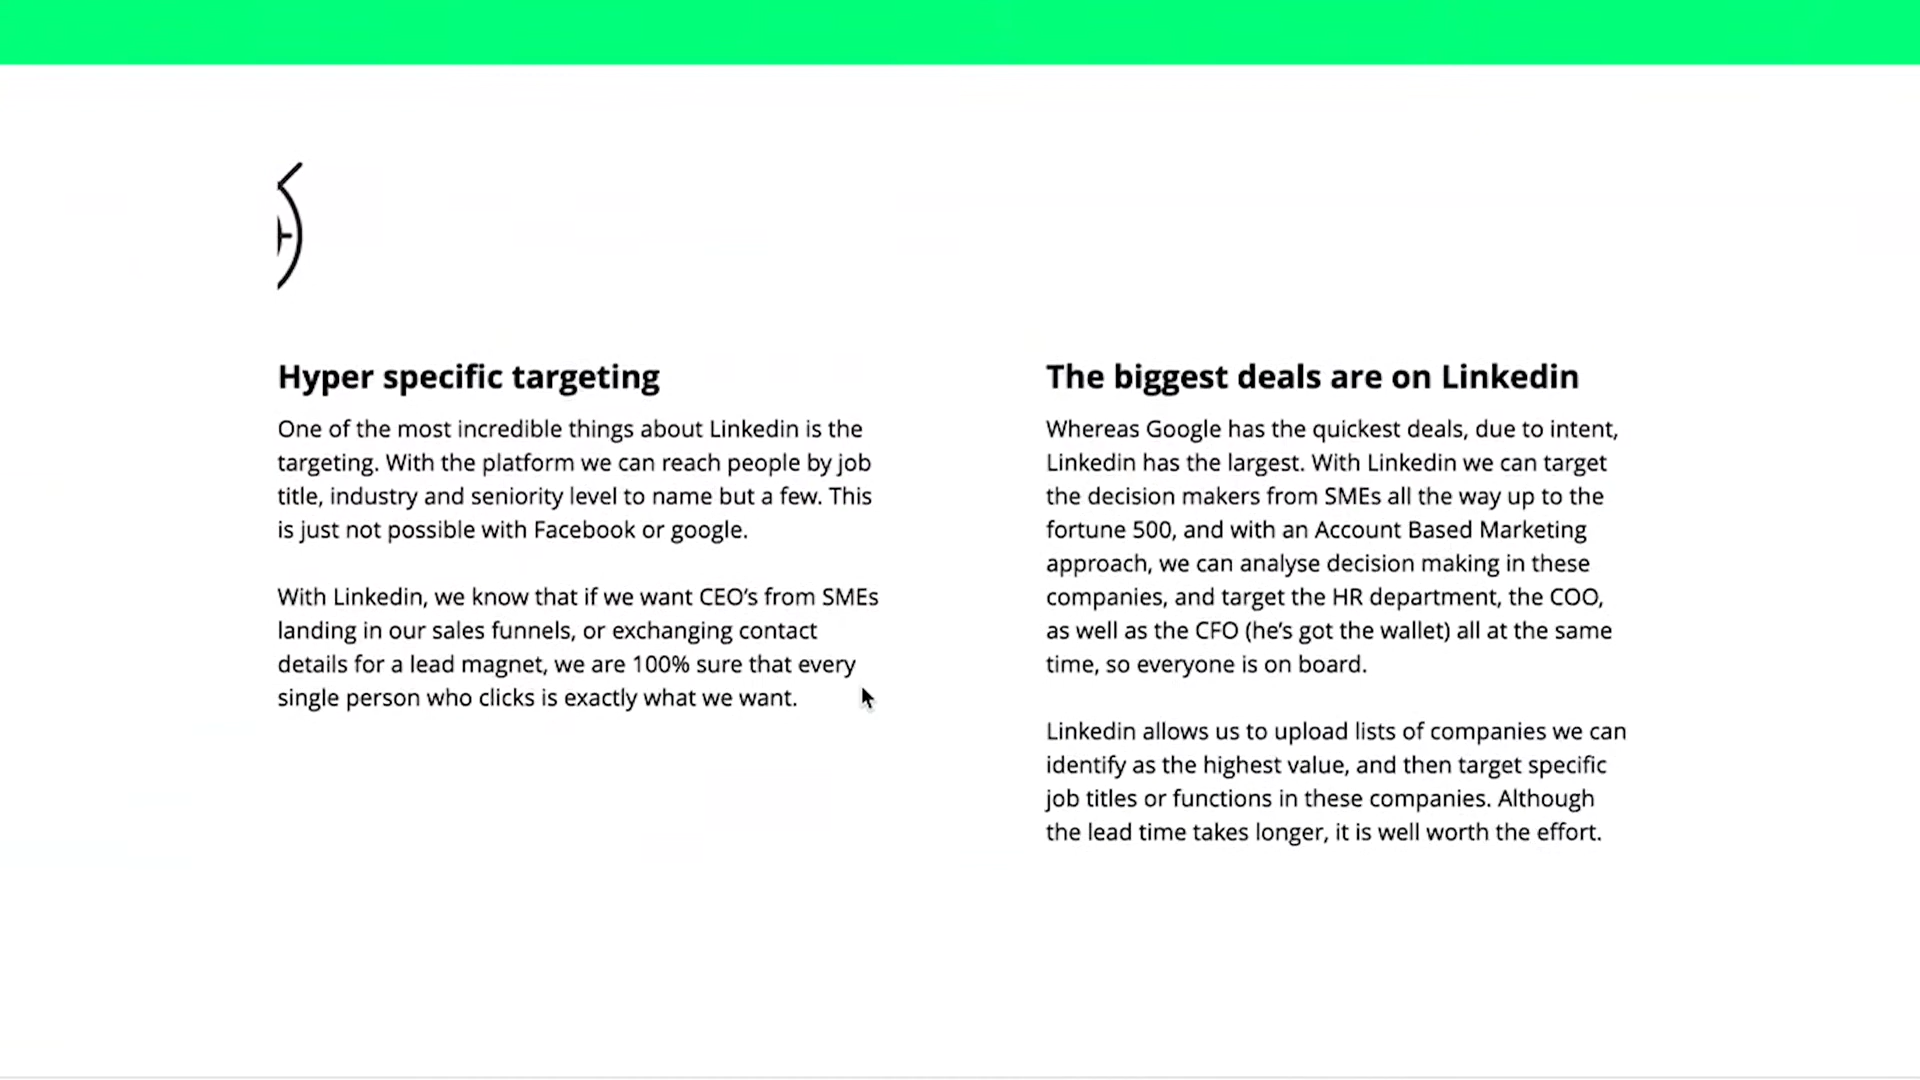 Hyper specific targeting
One of the most incredible things about Linkedin is the
targeting. With the platform we can reach people by job
title, industry and seniority level to name but a few. This
is just not possible with Facebook or google.
With Linkedin, we know that if we want CEO’s from SMEs
landing in our sales funnels, or exchanging contact
details for a lead magnet, we are 100% sure that every
single person who clicks is exactly what we want.
The biggest deals are on Linkedin
Whereas Google has the quickest deals, due to intent,
Linkedin has the largest. With Linkedin we can target
the decision makers from SMEs all the way up to the
fortune 500, and with an Account Based Marketing
approach, we can analyse decision making in these
companies, and target the HR department, the COO,
as well as the CFO (he’s got the wallet) all at the same
time, so everyone is on board.
Linkedin allows us to upload lists of companies we can
identify as the highest value, and then target specific
job titles or functions in these companies. Although
the lead time takes longer, it is well worth the effort.